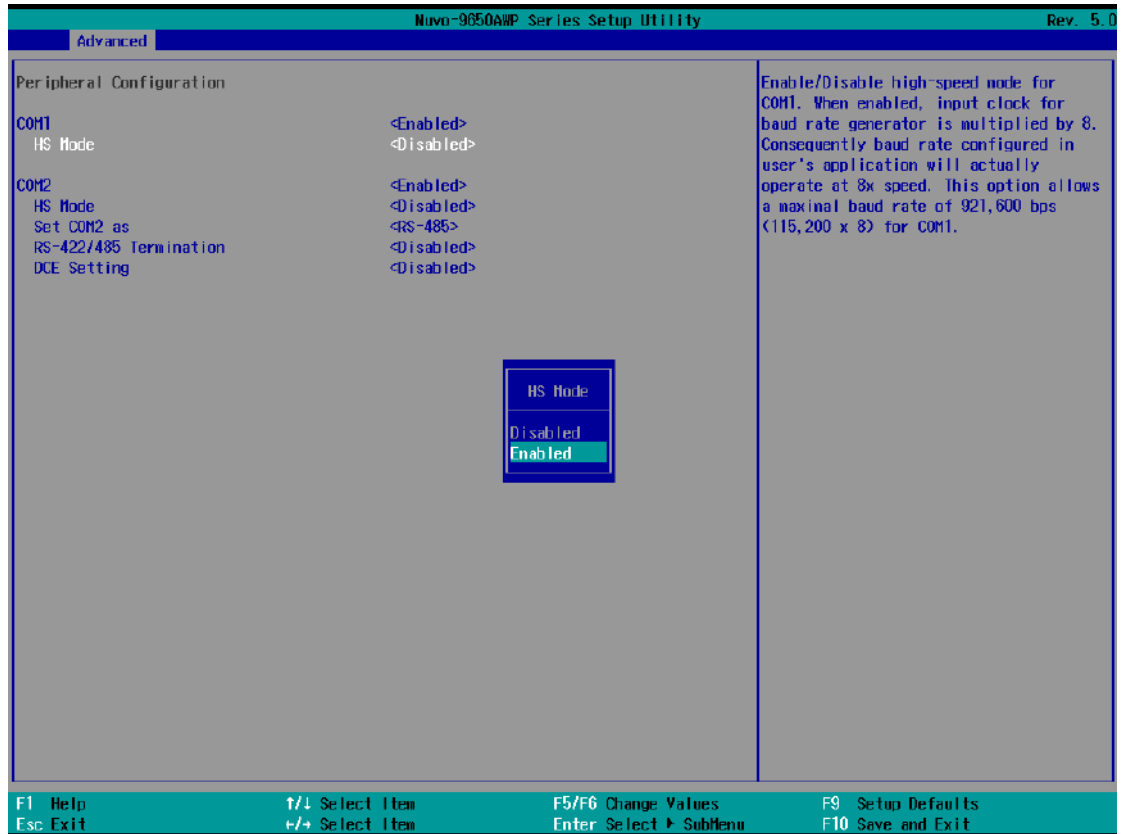 Nuvo-9650AWP Series Setup Utility Rev. 5.0
Advanced
Peripheral Configuration
COM1 <Enabled>
HS Mode <Disabled>
COM2 <Enabled>
HS Mode <Disabled>
Set COM2 as <RS-485>
RS-422/485 Termination <Disabled>
DCE Setting <Disabled>
Enable/Disable high-speed mode for
COM1. When enabled, input clock for
baud rate generator is multiplied by 8.
Consequently baud rate configured in
user's application will actually
operate at 8x speed. This option allows
a maximal baud rate of 921,600 bps
(115,200 x 8) for COM1.
HS Mode
Disabled
Enabled
F1 Help ↑/↓ Select Item F5/F6 Change Values F9 Setup Defaults
Esc Exit ←/→ Select Item Enter Select ▶ SubMenu F10 Save and Exit